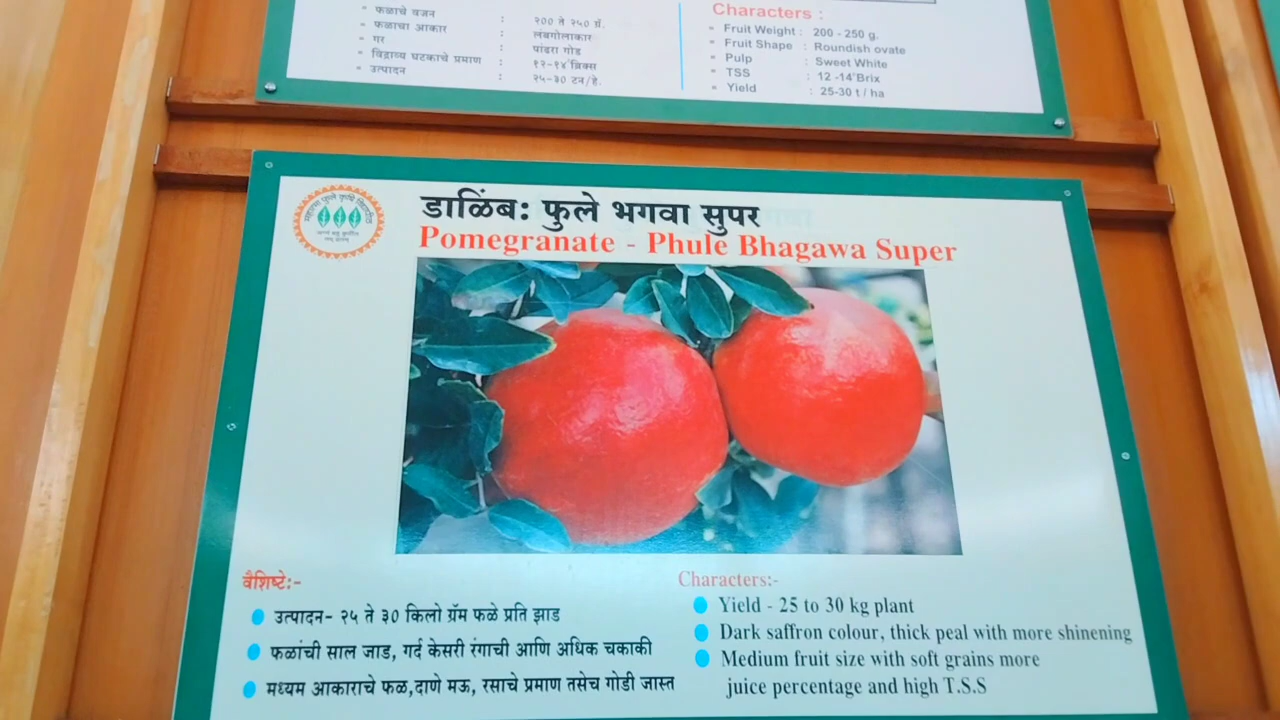 फळाचे वजन : २०० ते २५० ग्रॅ.
फळाचा आकार : लंबगोलाकार
गर : पांढरा गोड
विद्राव्य घटकाचे प्रमाण : १२-१४°ब्रिक्स
उत्पादन : २५-३० टन/हे.
Characters :
Fruit Weight : 200 - 250 g.
Fruit Shape : Roundish ovate
Pulp : Sweet White
TSS : 12 -14°Brix
Yield : 25-30 t / ha
महात्मा फुले कृषि विद्यापीठ
डाळिंब: फुले भगवा सुपर
Pomegranate - Phule Bhagawa Super
वैशिष्टे:-
उत्पादन- २५ ते ३० किलो ग्रॅम फळे प्रति झाड
फळांची साल जाड, गर्द केसरी रंगाची आणि अधिक चकाकी
मध्यम आकाराचे फळ,दाणे मऊ, रसाचे प्रमाण तसेच गोडी जास्त
Characters:-
Yield - 25 to 30 kg plant
Dark saffron colour, thick peal with more shinening
Medium fruit size with soft grains more
juice percentage and high T.S.S